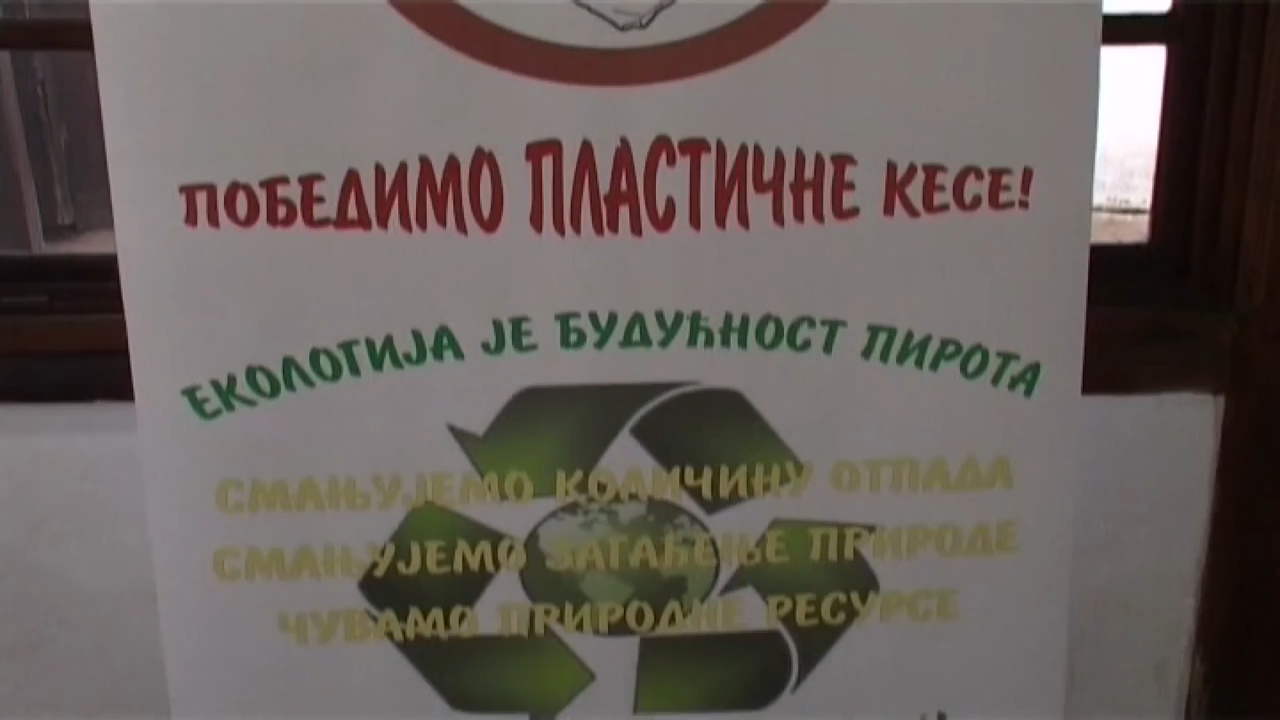 ПОБЕДИМО ПЛАСТИЧНЕ КЕСЕ!
ЕКОЛОГИЈА ЈЕ БУДУЋНОСТ ПИРОТА
СМАЊУЈЕМО КОЛИЧИНУ ОТПАДА
СМАЊУЈЕМО ЗАГАЂЕЊЕ ПРИРОДЕ
ЧУВАМО ПРИРОДНЕ РЕСУРСЕ